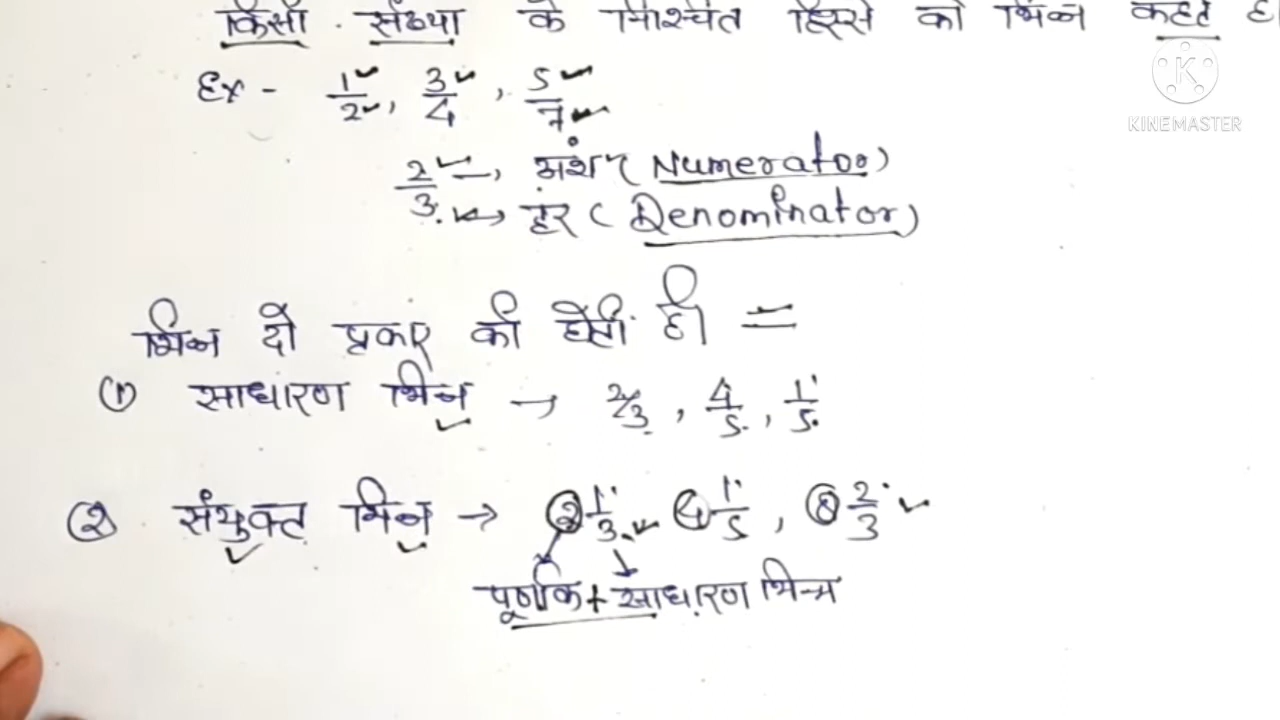 किसी संख्या के निश्चित हिस्से को भिन्न कहते है।
Ex - 1/2, 3/4, 5/7
2/3 → अंश (Numerator)
→ हर (Denominator)
भिन्न दो प्रकार की होती है। =
① साधारण भिन्न → 2/3, 4/5, 1/5
② संयुक्त भिन्न → 2 1/3 4 1/5, 8 2/3
पूर्णांक + साधारण भिन्न
K
KINEMASTER